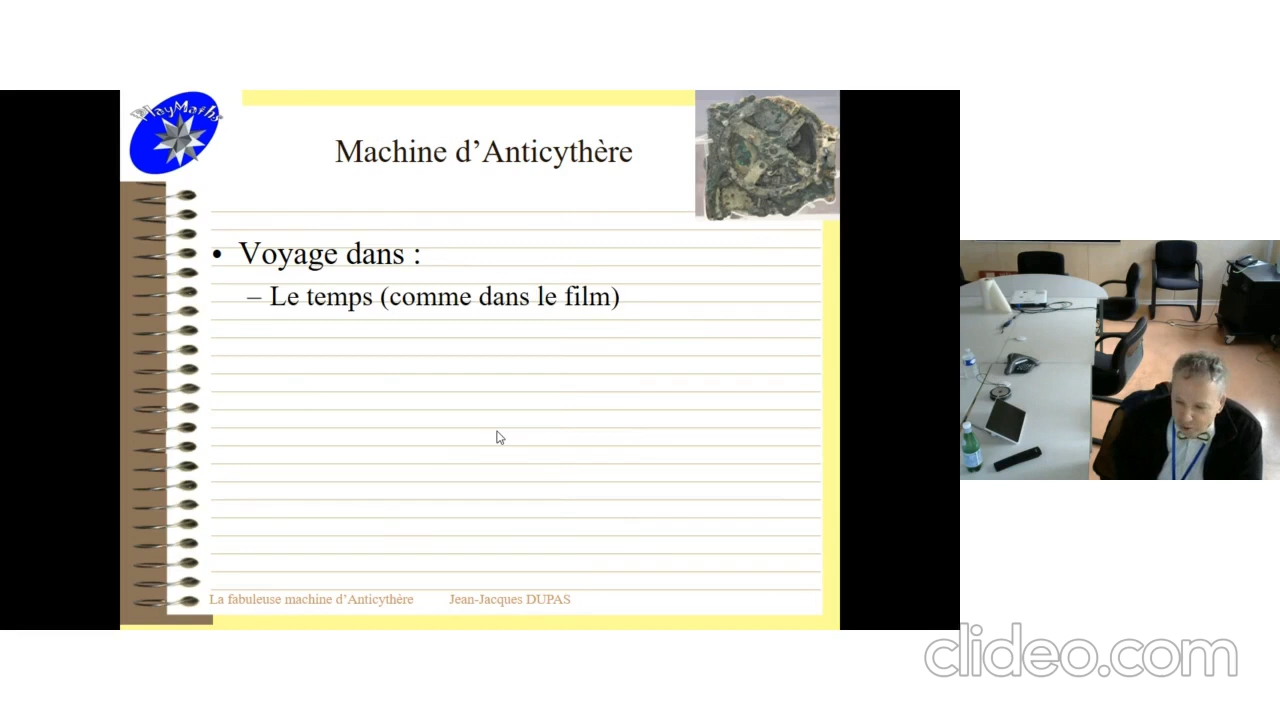 PlayMaths
Machine d’Anticythère
• Voyage dans :
– Le temps (comme dans le film)
La fabuleuse machine d’Anticythère Jean-Jacques DUPAS
clideo.com